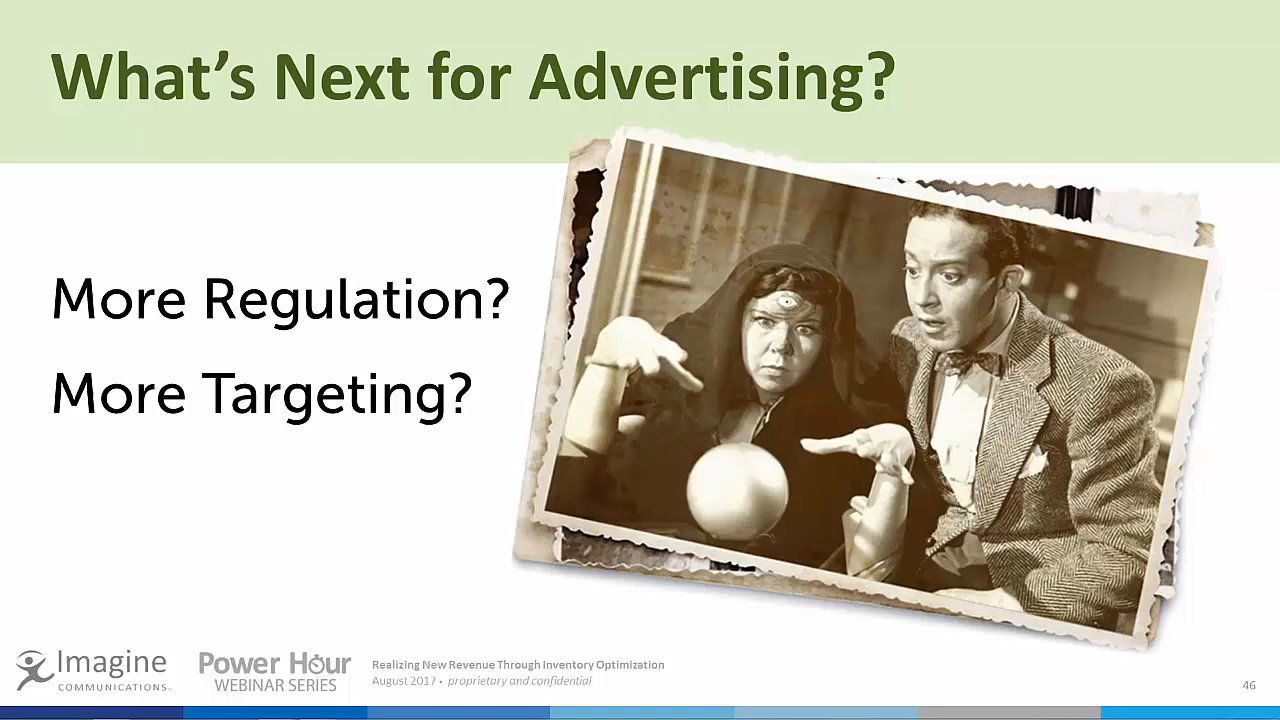 What's Next for Advertising?
More Regulation?
More Targeting?
Imagine
COMMUNICATIONS
Power Hour
WEBINAR SERIES
Realizing New Revenue Through Inventory Optimization
August 2017 • proprietary and confidential
46